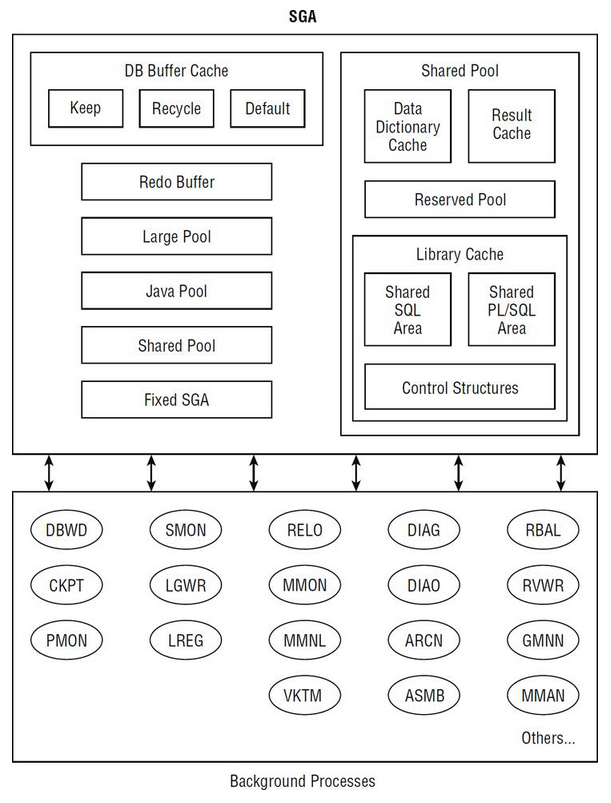 SGA
DB Buffer Cache
Keep
Recycle
Default
Redo Buffer
Large Pool
Java Pool
Shared Pool
Fixed SGA
Shared Pool
Data
Dictionary
Cache
Result
Cache
Reserved Pool
Library Cache
Shared
SQL
Area
Shared
PL/SQL
Area
Control Structures
DBWD
SMON
RELO
DIAG
RBAL
CKPT
LGWR
MMON
DIAO
RVWR
PMON
LREG
MMNL
ARCN
GMNN
VKTM
ASMB
MMAN
Others...
Background Processes